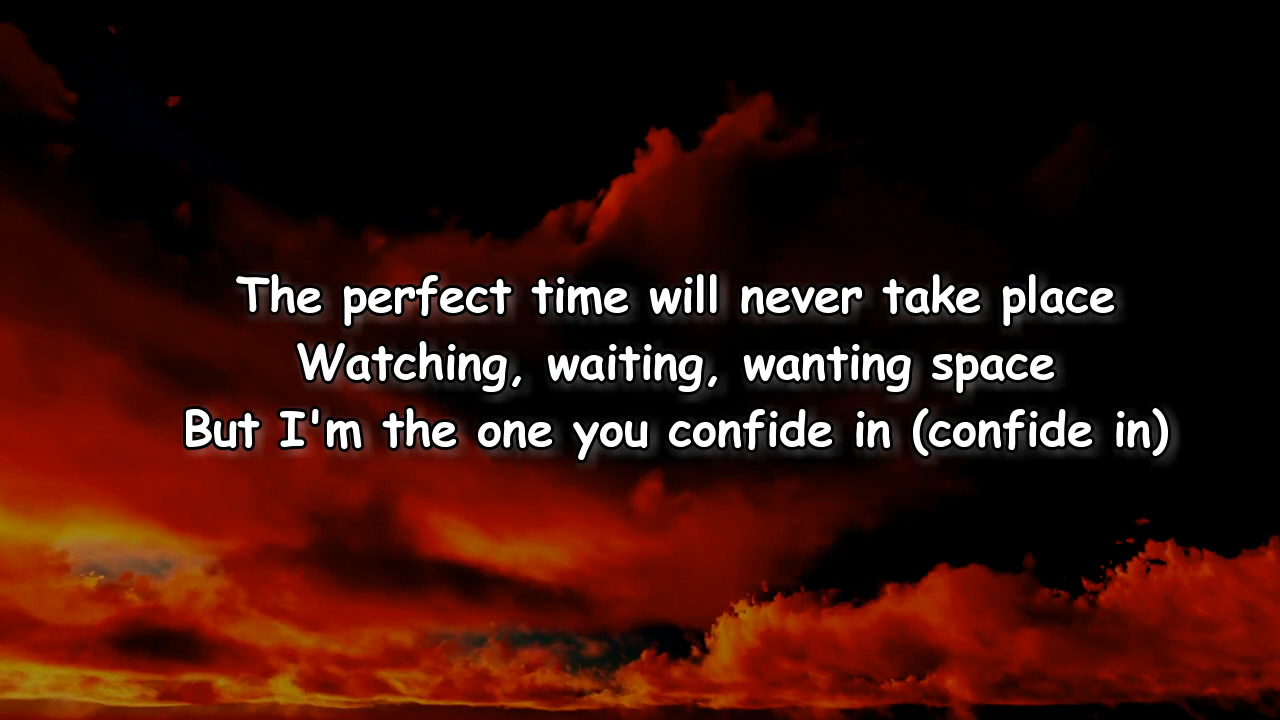 The perfect time will never take place
Watching, waiting, wanting space
But I'm the one you confide in (confide in)